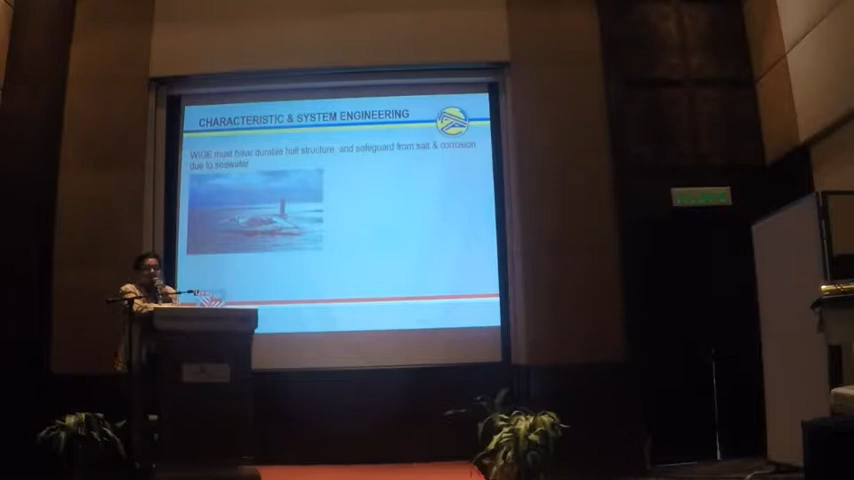 CHARACTERISTIC & SYSTEM ENGINEERING
WIGE must have durable hull structure and safeguard from salt & corrosion
due to seawater